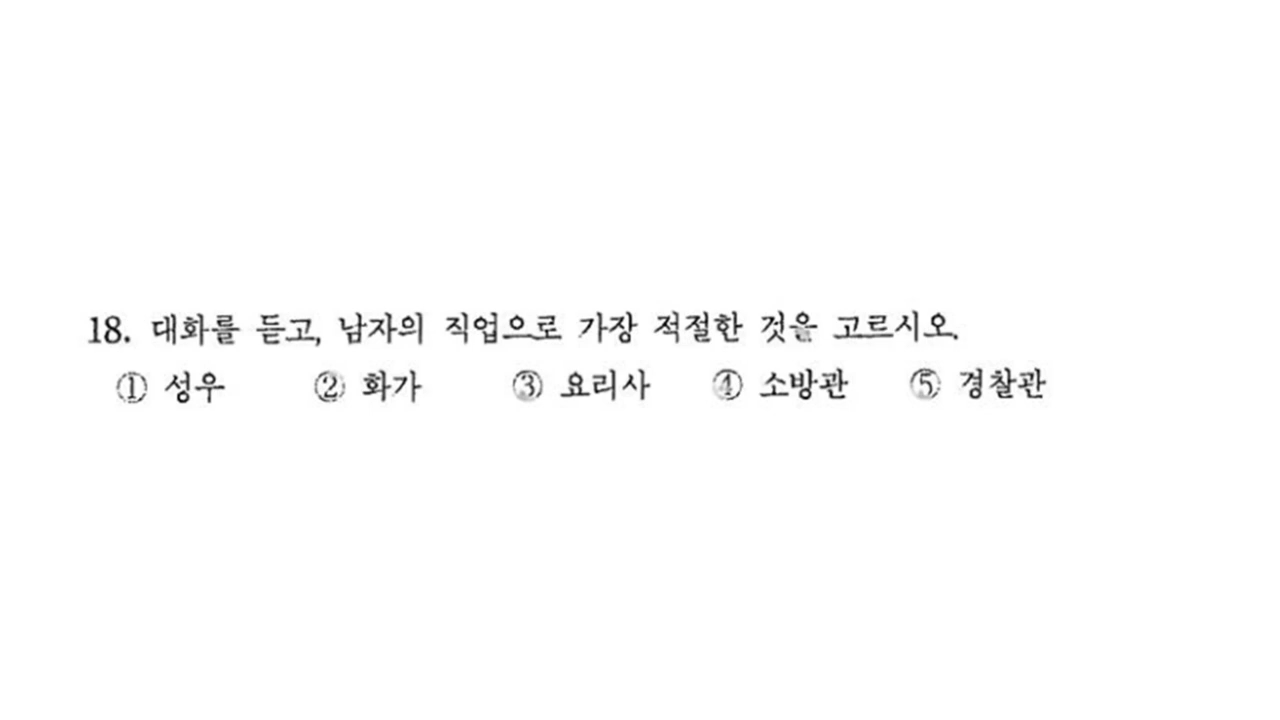 18. 대화를 듣고, 남자의 직업으로 가장 적절한 것을 고르시오.
① 성우 ② 화가 ③ 요리사 ④ 소방관 ⑤ 경찰관